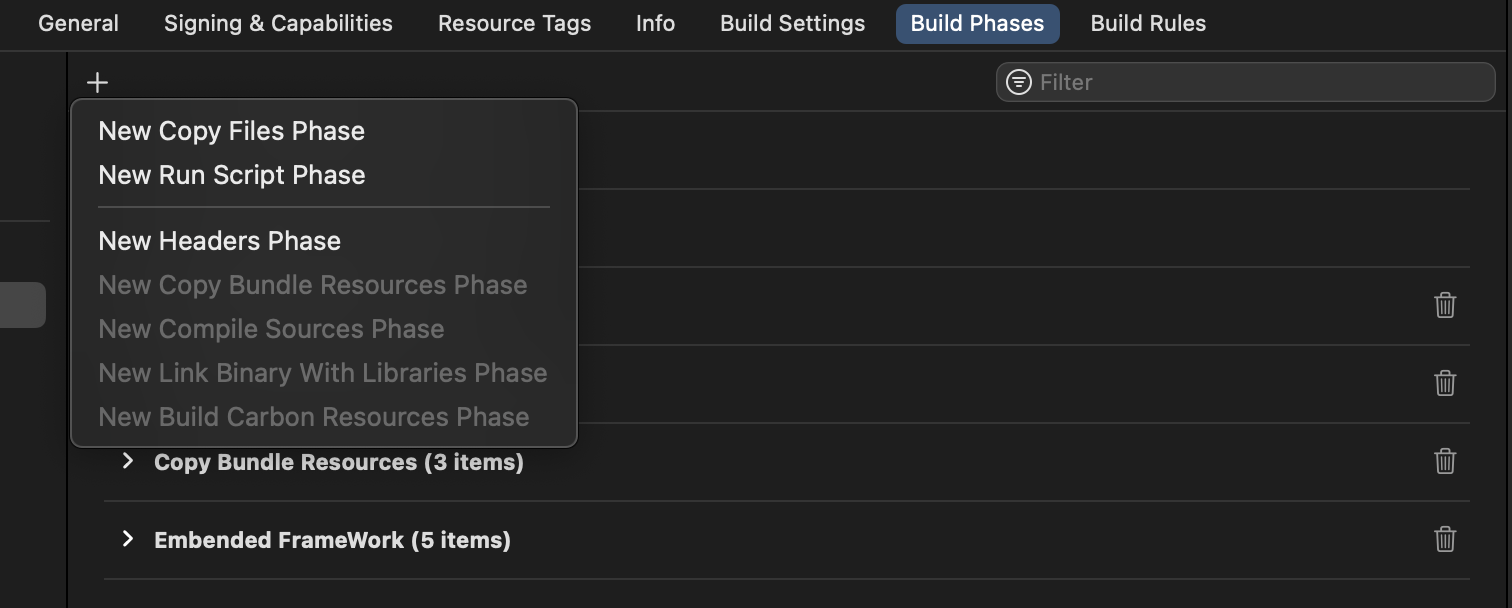 General Signing & Capabilities Resource Tags Info Build Settings Build Phases Build Rules
Filter
New Copy Files Phase
New Run Script Phase
New Headers Phase
New Copy Bundle Resources Phase
New Compile Sources Phase
New Link Binary With Libraries Phase
New Build Carbon Resources Phase
Copy Bundle Resources (3 items)
Embended FrameWork (5 items)